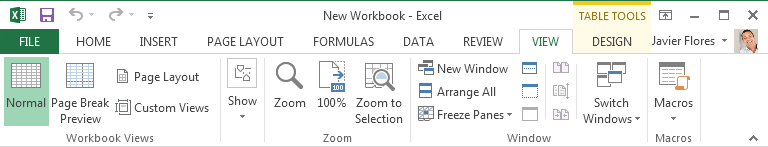 New Workbook - Excel
TABLE TOOLS
FILE HOME INSERT PAGE LAYOUT FORMULAS DATA REVIEW VIEW DESIGN Javier Flores
Normal
Page Break
Preview
Page Layout
Custom Views
Workbook Views
Show
Zoom
100
100%
Zoom to
Selection
Zoom
New Window
Arrange All
Freeze Panes
Switch
Windows
Window
Macros
Macros